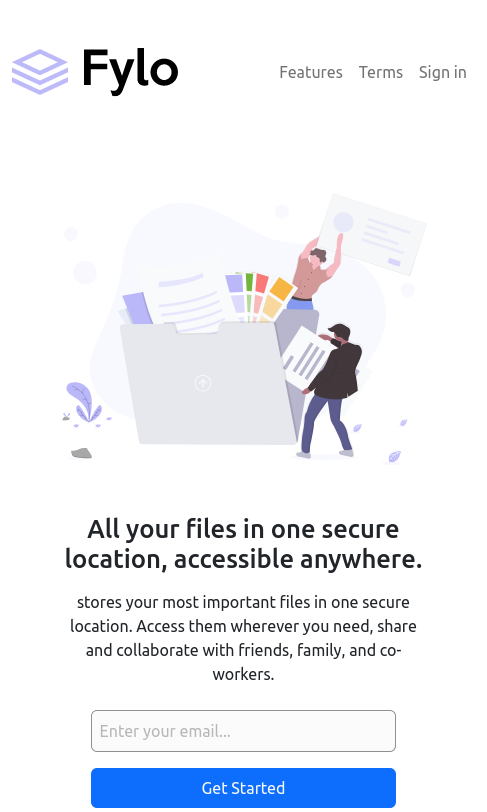 Fylo
Features Terms Sign in
All your files in one secure
location, accessible anywhere.
stores your most important files in one secure
location. Access them wherever you need, share
and collaborate with friends, family, and co-
workers.
Enter your email...
Get Started